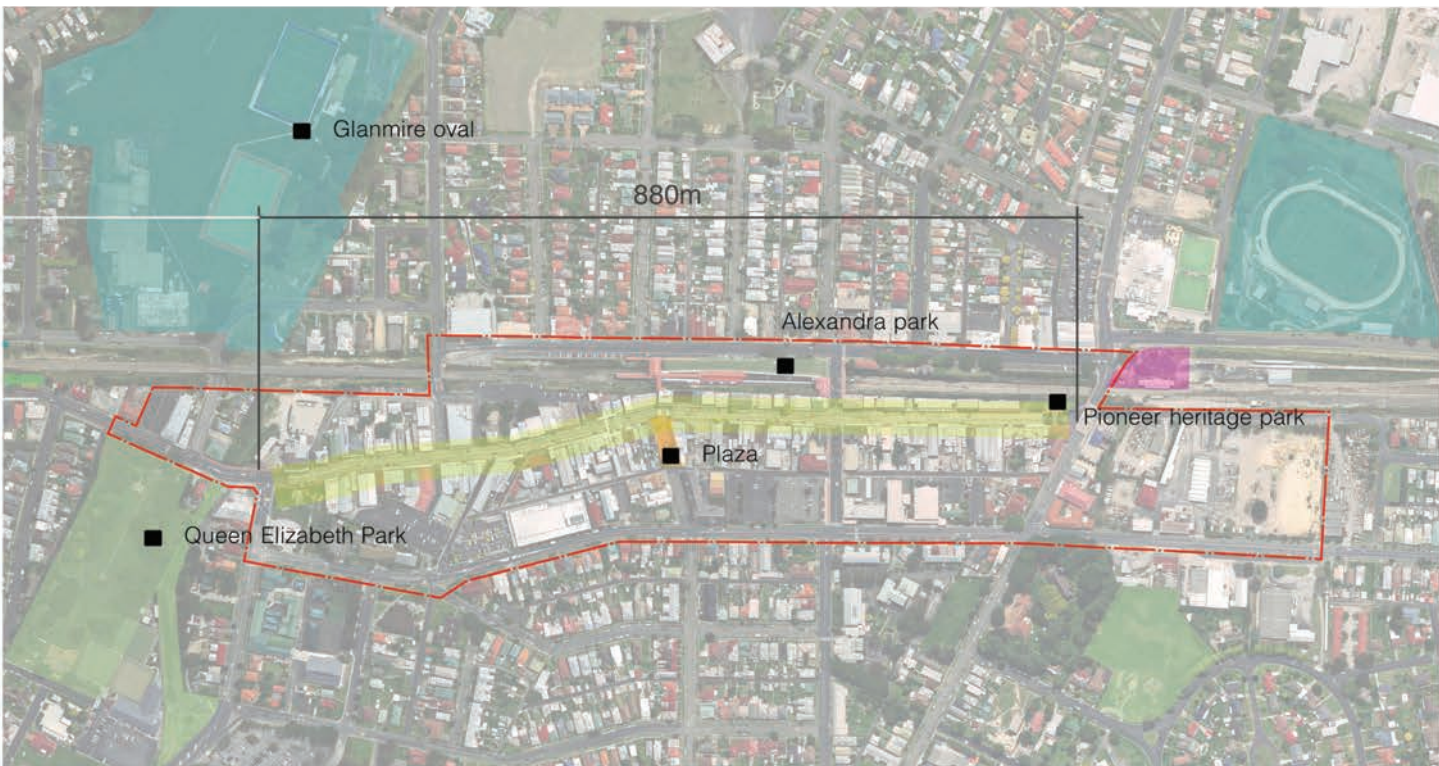 Glanmire oval
880m
Alexandra park
Pioneer heritage park
Plaza
Queen Elizabeth Park